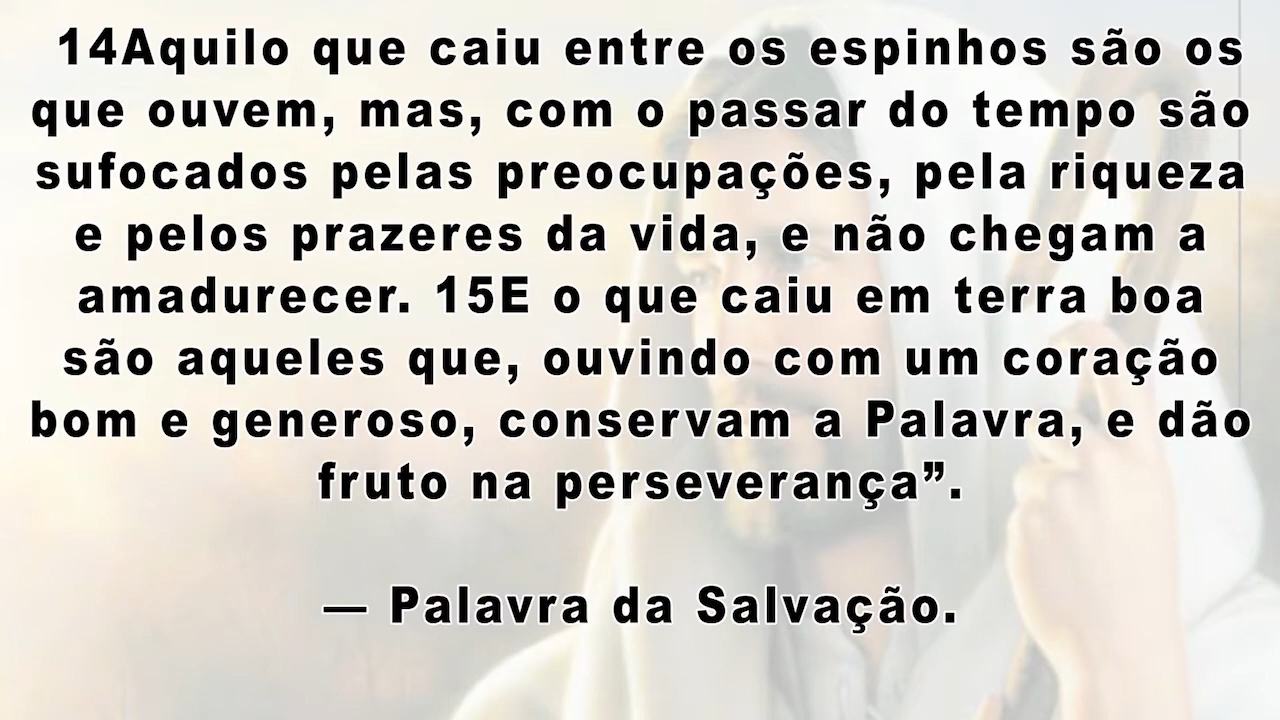 14Aquilo que caiu entre os espinhos são os
que ouvem, mas, com o passar do tempo são
sufocados pelas preocupações, pela riqueza
e pelos prazeres da vida, e não chegam a
amadurecer. 15E o que caiu em terra boa
são aqueles que, ouvindo com um coração
bom e generoso, conservam a Palavra, e dão
fruto na perseverança”.
— Palavra da Salvação.